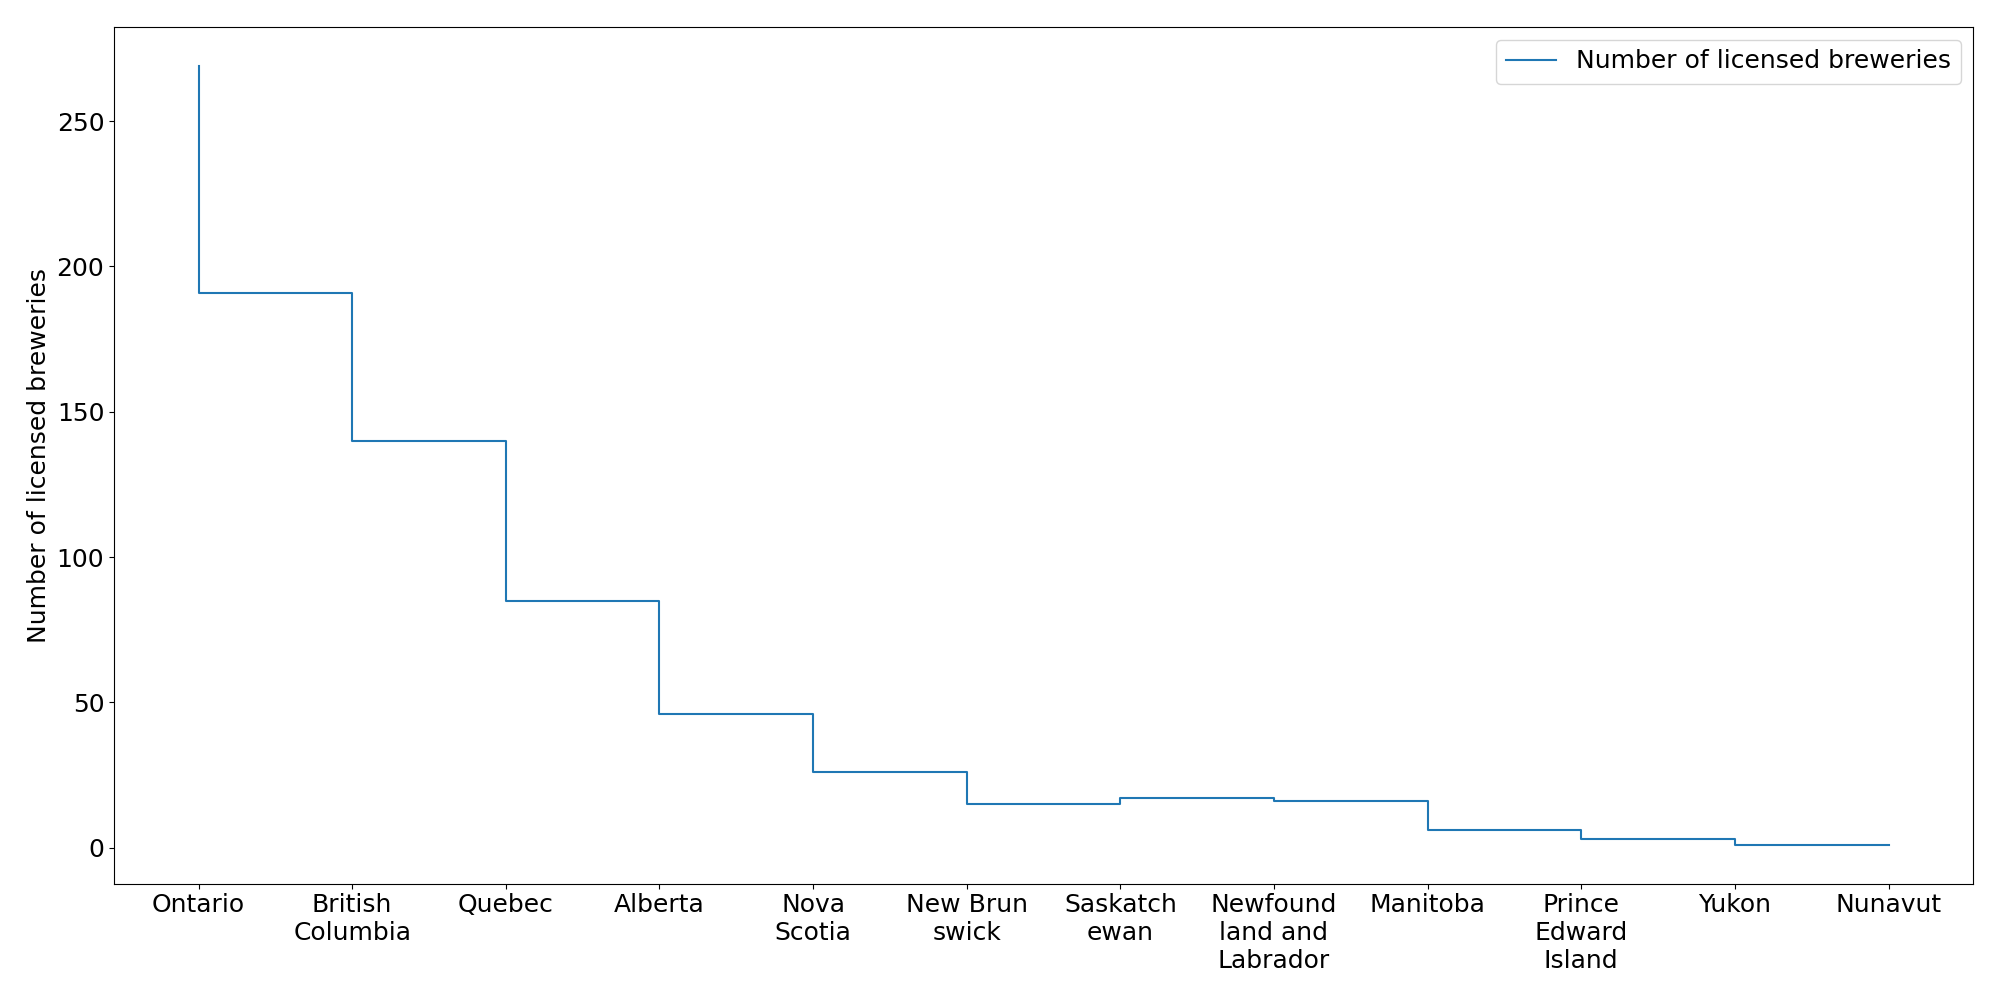 Number of licensed breweries
Number of licensed breweries
250
200
150
100
50
0
Ontario
British
Columbia
Quebec
Alberta
Nova
Scotia
New Brun
swick
Saskatch
ewan
Newfound
land and
Labrador
Manitoba
Prince
Edward
Island
Yukon
Nunavut